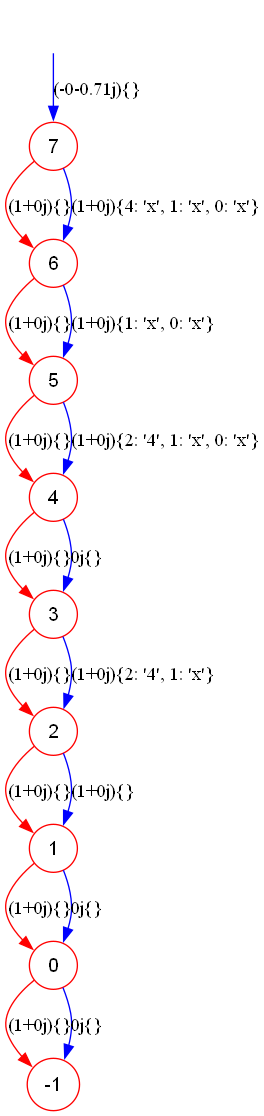 (-0-0.71j){}
7
(1+0j){} (1+0j){4: 'x', 1: 'x', 0: 'x'}
6
(1+0j){} (1+0j){1: 'x', 0: 'x'}
5
(1+0j){} (1+0j){2: '4', 1: 'x', 0: 'x'}
4
(1+0j){} 0j{}
3
(1+0j){} (1+0j){2: '4', 1: 'x'}
2
(1+0j){} (1+0j){}
1
(1+0j){} 0j{}
0
(1+0j){} 0j{}
-1